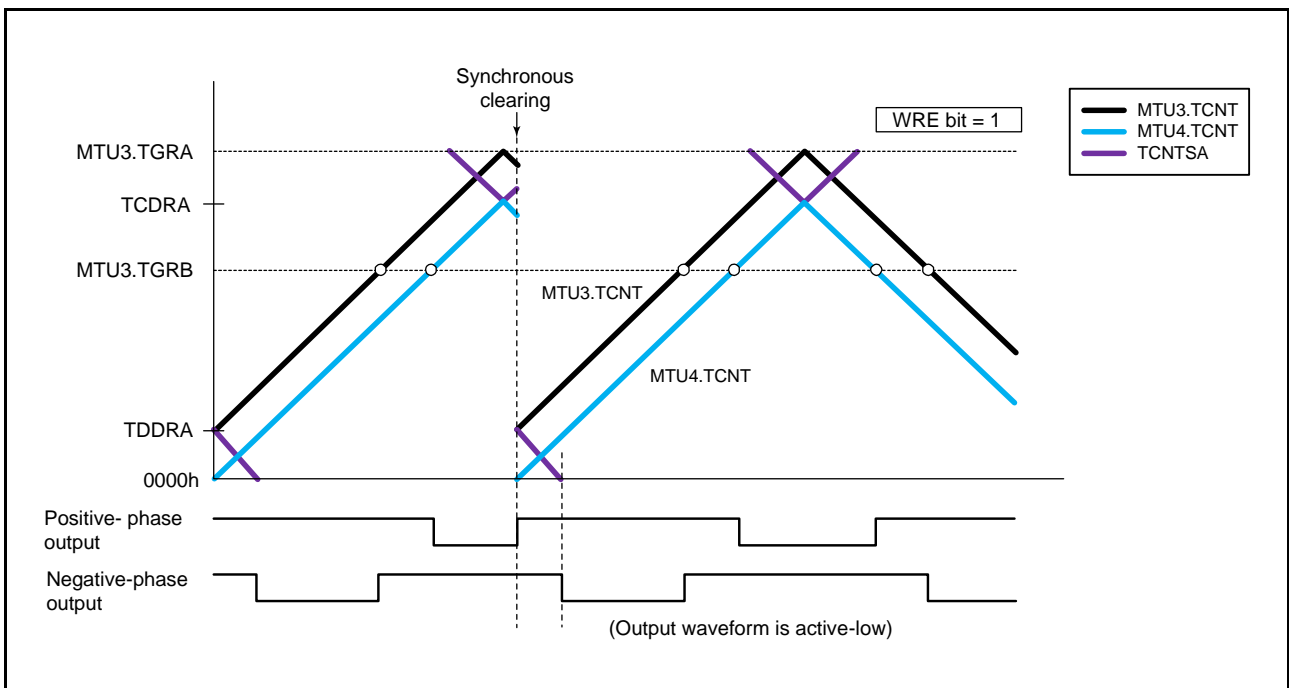 Synchronous
clearing
WRE bit = 1
MTU3.TCNT
MTU4.TCNT
TCNTSA
MTU3.TGRA
TCDRA
MTU3.TGRB
MTU3.TCNT
MTU4.TCNT
TDDRA
0000h
Positive- phase
output
Negative-phase
output
(Output waveform is active-low)